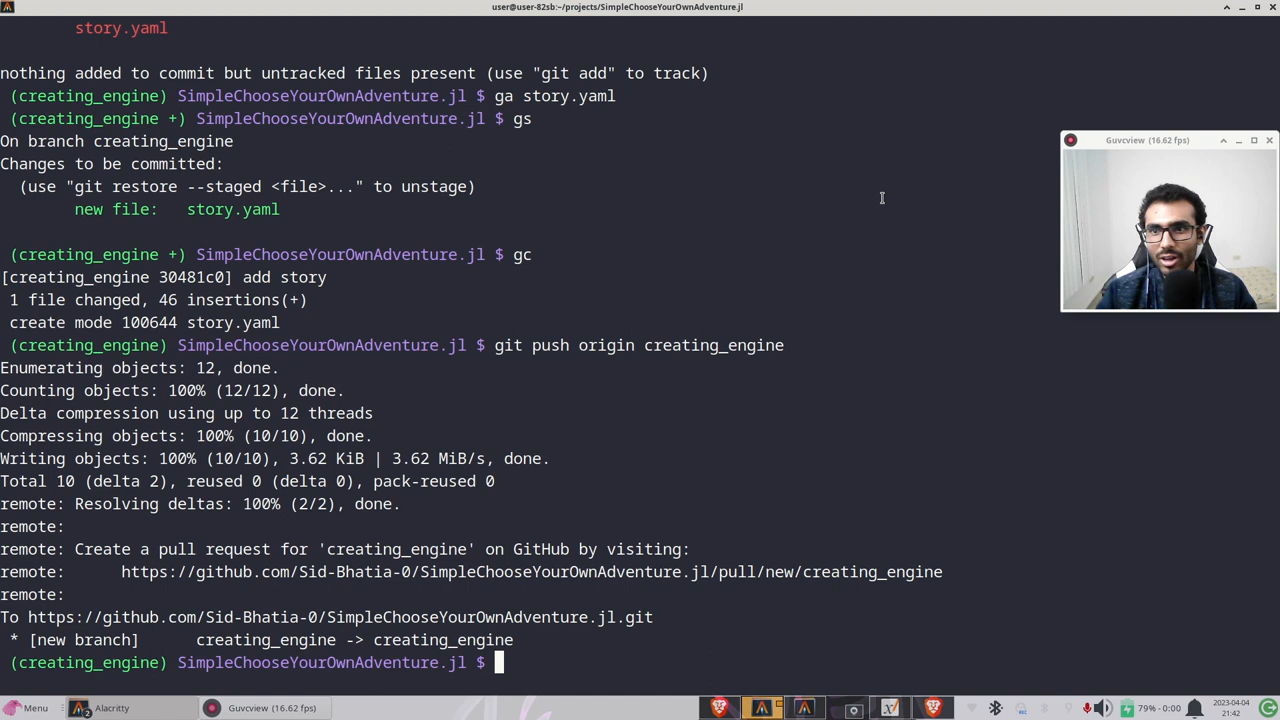 user@user-82sb:~/projects/SimpleChooseYourOwnAdventure.jl
story.yaml
nothing added to commit but untracked files present (use "git add" to track)
(creating_engine) SimpleChooseYourOwnAdventure.jl $ ga story.yaml
(creating_engine +) SimpleChooseYourOwnAdventure.jl $ gs
On branch creating_engine
Changes to be committed:
(use "git restore --staged <file>..." to unstage)
new file:   story.yaml
(creating_engine +) SimpleChooseYourOwnAdventure.jl $ gc
[creating_engine 30481c0] add story
1 file changed, 46 insertions(+)
create mode 100644 story.yaml
(creating_engine) SimpleChooseYourOwnAdventure.jl $ git push origin creating_engine
Enumerating objects: 12, done.
Counting objects: 100% (12/12), done.
Delta compression using up to 12 threads
Compressing objects: 100% (10/10), done.
Writing objects: 100% (10/10), 3.62 KiB | 3.62 MiB/s, done.
Total 10 (delta 2), reused 0 (delta 0), pack-reused 0
remote: Resolving deltas: 100% (2/2), done.
remote:
remote: Create a pull request for 'creating_engine' on GitHub by visiting:
remote:      https://github.com/Sid-Bhatia-0/SimpleChooseYourOwnAdventure.jl/pull/new/creating_engine
remote:
To https://github.com/Sid-Bhatia-0/SimpleChooseYourOwnAdventure.jl.git
* [new branch]      creating_engine -> creating_engine
(creating_engine) SimpleChooseYourOwnAdventure.jl $
Guvcview (16.62 fps)
Menu
2
Alacritty
Guvcview (16.62 fps)
79% - 0:00
2023-04-04
21:42